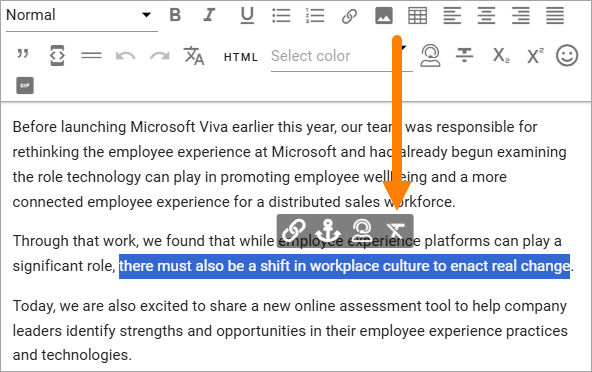 Normal B I U
” HTML Select color T X₂ X²
GIF
Before launching Microsoft Viva earlier this year, our team was responsible for
rethinking the employee experience at Microsoft and had already begun examining
the role technology can play in promoting employee wellbeing and a more
connected employee experience for a distributed sales workforce.
Through that work, we found that while employee experience platforms can play a
significant role, there must also be a shift in workplace culture to enact real change.
Today, we are also excited to share a new online assessment tool to help company
leaders identify strengths and opportunities in their employee experience practices
and technologies.